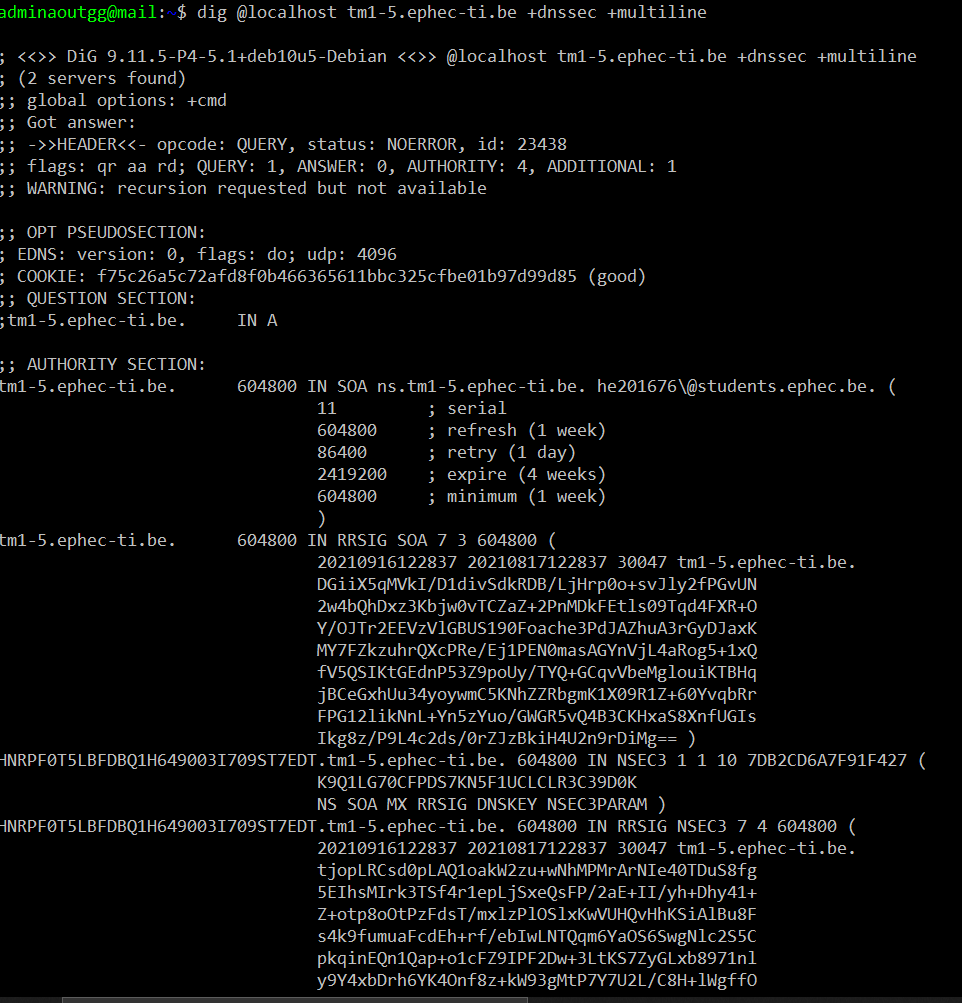 adminaoutgg@mail:~$ dig @localhost tm1-5.ephec-ti.be +dnssec +multiline
; <<>> DiG 9.11.5-P4-5.1+deb10u5-Debian <<>> @localhost tm1-5.ephec-ti.be +dnssec +multiline
; (2 servers found)
;; global options: +cmd
;; Got answer:
;; ->>HEADER<<- opcode: QUERY, status: NOERROR, id: 23438
;; flags: qr aa rd; QUERY: 1, ANSWER: 0, AUTHORITY: 4, ADDITIONAL: 1
;; WARNING: recursion requested but not available
;; OPT PSEUDOSECTION:
; EDNS: version: 0, flags: do; udp: 4096
; COOKIE: f75c26a5c72afd8f0b466365611bbc325cfbe01b97d99d85 (good)
;; QUESTION SECTION:
;tm1-5.ephec-ti.be. IN A
;; AUTHORITY SECTION:
tm1-5.ephec-ti.be. 604800 IN SOA ns.tm1-5.ephec-ti.be. he201676\@students.ephec.be. (
11 ; serial
604800 ; refresh (1 week)
86400 ; retry (1 day)
2419200 ; expire (4 weeks)
604800 ; minimum (1 week)
)
tm1-5.ephec-ti.be. 604800 IN RRSIG SOA 7 3 604800 (
20210916122837 20210817122837 30047 tm1-5.ephec-ti.be.
DGiiX5qMVkI/D1divSdkRDB/LjHrp0o+svJly2fPGvUN
2w4bQhDxz3Kbjw0vTCZaZ+2PnMDkFEtls09Tqd4FXR+O
Y/OJTr2EEVzVlGBUS190Foache3PdJAZhuA3rGyDJaxK
MY7FZkzuhrQXcPRe/Ej1PEN0masAGYnVjL4aRog5+1xQ
fV5QSIKtGEdnP53Z9poUy/TYQ+GCqvVbeMglouiKTBHq
jBCeGxhUu34yoywmC5KNhZZRbgmK1X09R1Z+60YvqbRr
FPG12likNnL+Yn5zYuo/GWGR5vQ4B3CKHxaS8XnfUGIs
Ikg8z/P9L4c2ds/0rZJzBkiH4U2n9rDiMg== )
HNRPF0T5LBFDBQ1H649003I709ST7EDT.tm1-5.ephec-ti.be. 604800 IN NSEC3 1 1 10 7DB2CD6A7F91F427 (
K9Q1LG70CFPDS7KN5F1UCLCLR3C39D0K
NS SOA MX RRSIG DNSKEY NSEC3PARAM )
HNRPF0T5LBFDBQ1H649003I709ST7EDT.tm1-5.ephec-ti.be. 604800 IN RRSIG NSEC3 7 4 604800 (
20210916122837 20210817122837 30047 tm1-5.ephec-ti.be.
tjopLRCsd0pLAQ1oakW2zu+wNhMPMrArNIe40TDuS8fg
5EIhsMIrk3TSf4r1epLjSxeQsFP/2aE+II/yh+Dhy41+
Z+otp8oOtPzFdsT/mxlzPlOSlxKwVUHQvHhKSiAlBu8F
s4k9fumuaFcdEh+rf/ebIwLNTQqm6YaOS6SwgNlc2S5C
pkqinEQn1Qap+o1cFZ9IPF2Dw+3LtKS7ZyGLxb8971nl
y9Y4xbDrh6YK4Onf8z+kW93gMtP7Y7U2L/C8H+lWgffO